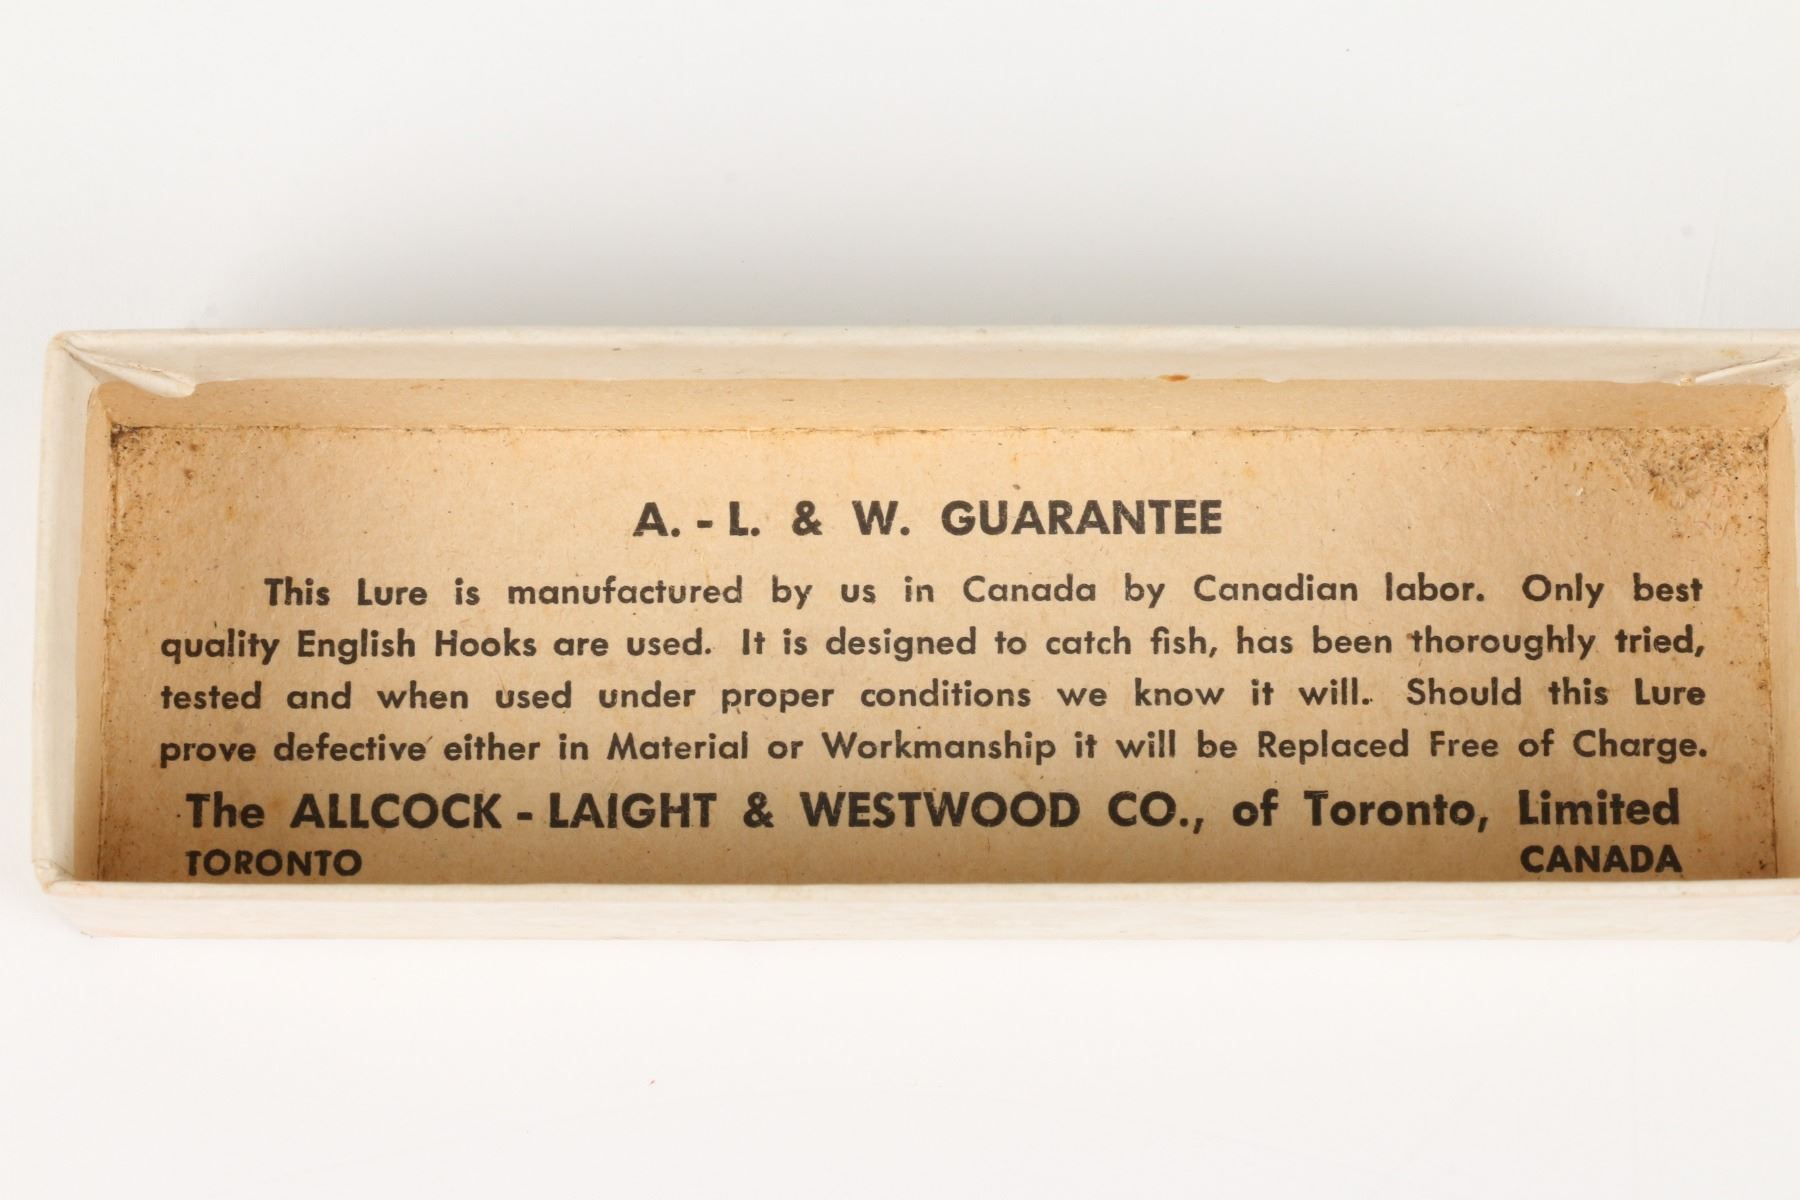 A. - L. & W. GUARANTEE
This Lure is manufactured by us in Canada by Canadian labor. Only best
quality English Hooks are used. It is designed to catch fish, has been thoroughly tried,
tested and when used under proper conditions we know it will. Should this Lure
prove defective either in Material or Workmanship it will be Replaced Free of Charge.
The ALLCOCK - LAIGHT & WESTWOOD CO., of Toronto, Limited
TORONTO CANADA